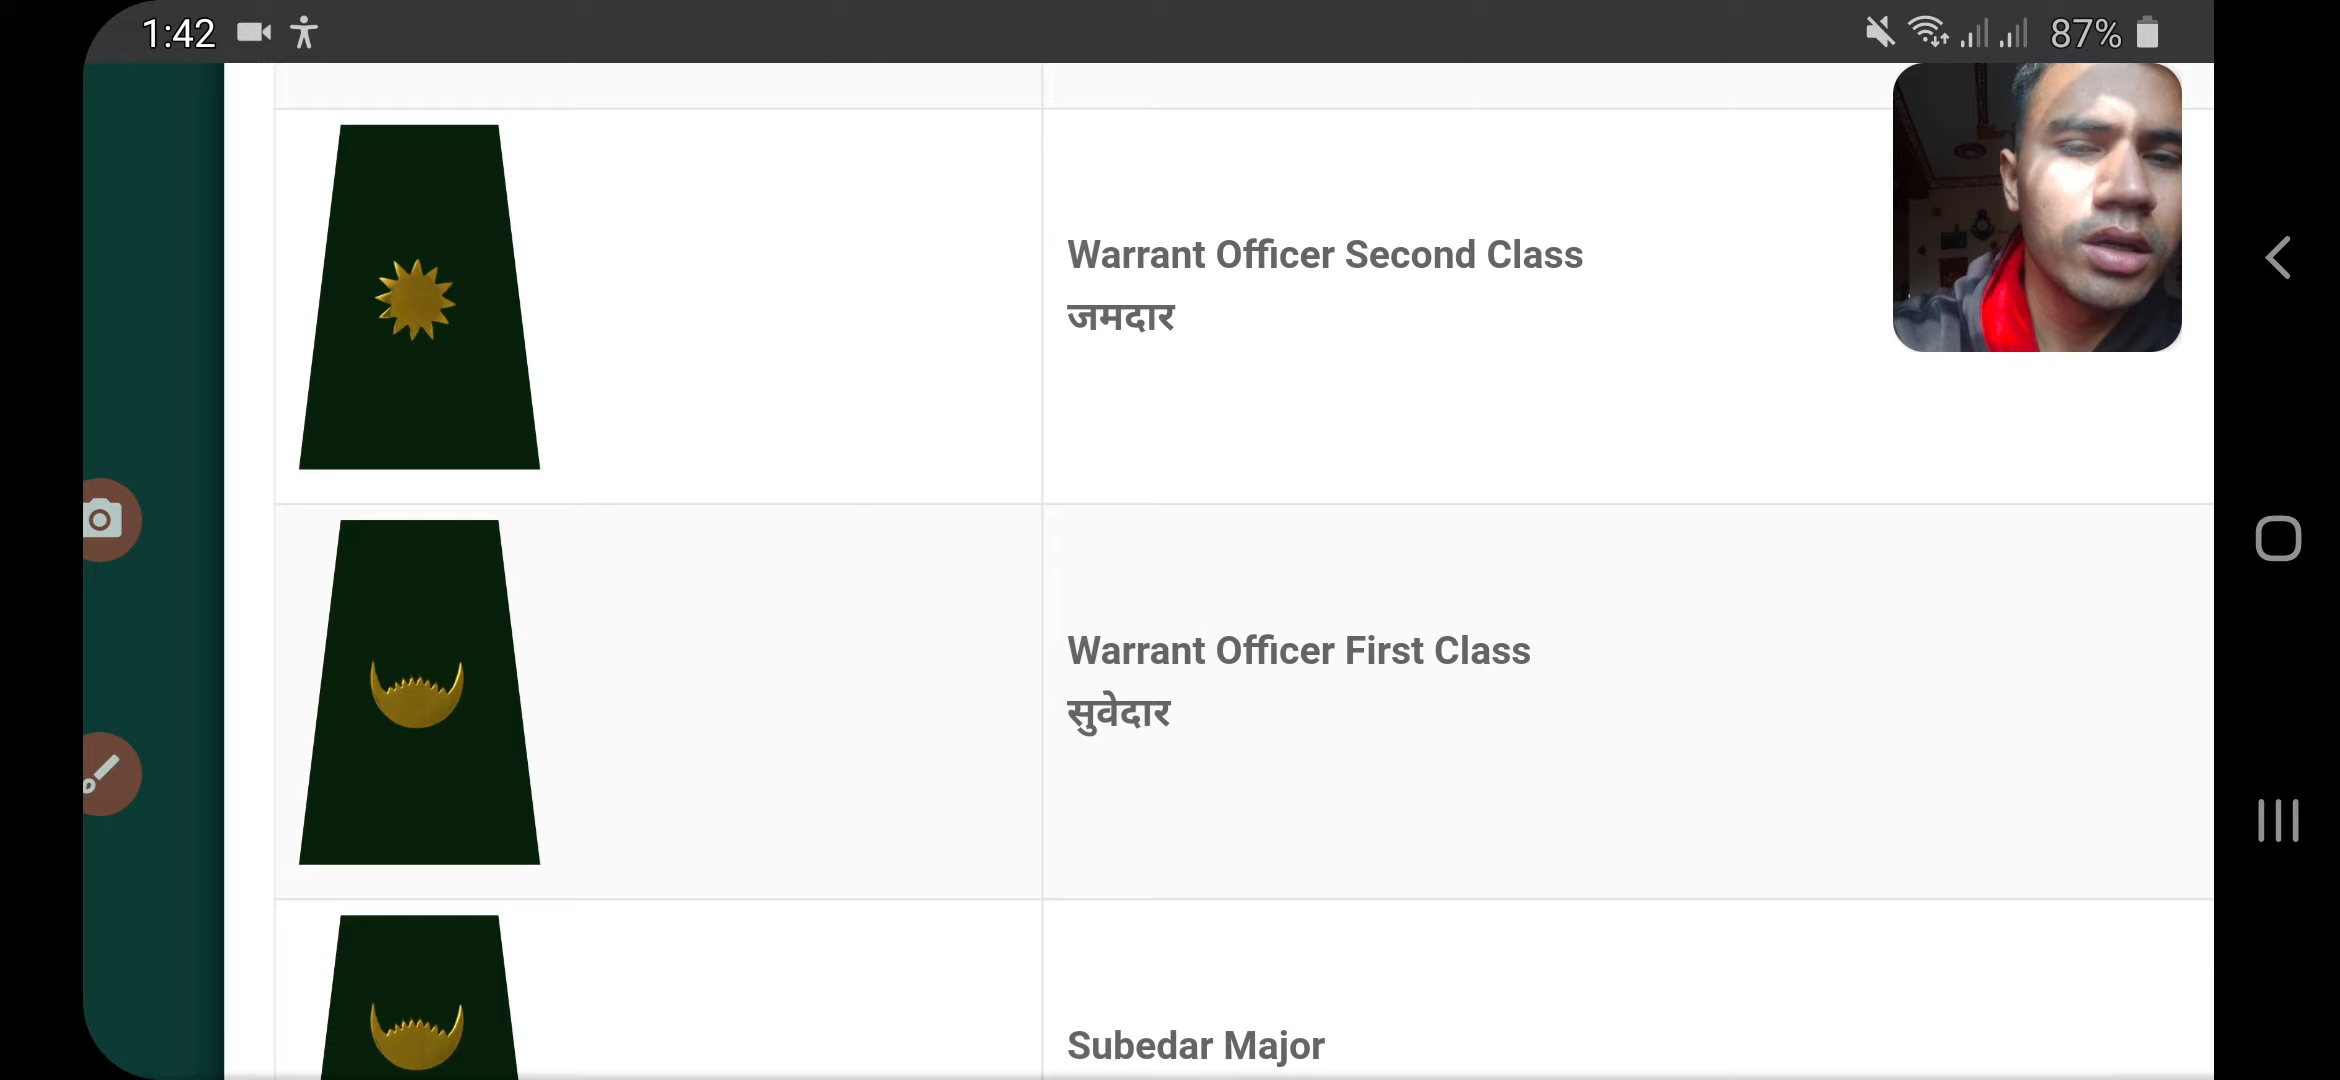 1:42
87%
Warrant Officer Second Class
जमदार
Warrant Officer First Class
सुवेदार
Subedar Major